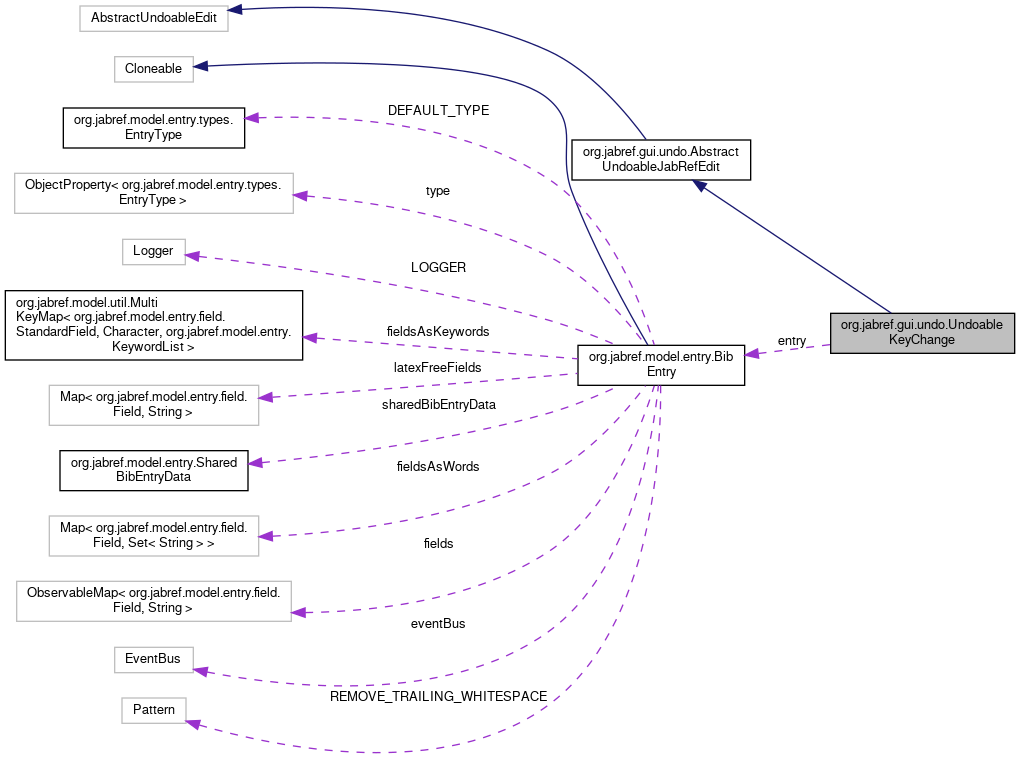 AbstractUndoableEdit
Cloneable
DEFAULT_TYPE
org.jabref.model.entry.types.
EntryType
org.jabref.gui.undo.Abstract
UndoableJabRefEdit
ObjectProperty< org.jabref.model.entry.types.
EntryType >
type
Logger
LOGGER
org.jabref.model.util.Multi
KeyMap< org.jabref.model.entry.field.
StandardField, Character, org.jabref.model.entry.
KeywordList >
fieldsAsKeywords
org.jabref.gui.undo.Undoable
KeyChange
entry
org.jabref.model.entry.Bib
Entry
latexFreeFields
Map< org.jabref.model.entry.field.
Field, String >
sharedBibEntryData
org.jabref.model.entry.Shared
BibEntryData
fieldsAsWords
Map< org.jabref.model.entry.field.
Field, Set< String > >
fields
ObservableMap< org.jabref.model.entry.field.
Field, String >
eventBus
EventBus
REMOVE_TRAILING_WHITESPACE
Pattern